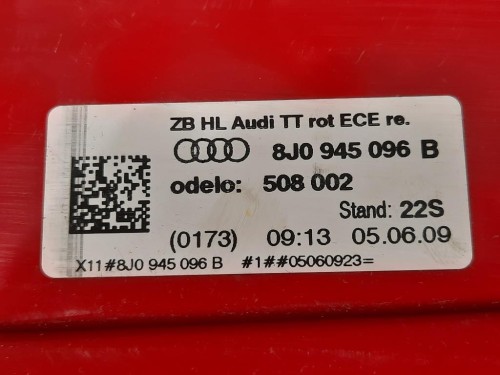 ZB HL Audi TT rot ECE re.
8J0 945 096 B
odelo: 508 002
Stand: 22S
(0173) 09:13 05.06.09
X11#8J0 945 096 B #1##05060923=